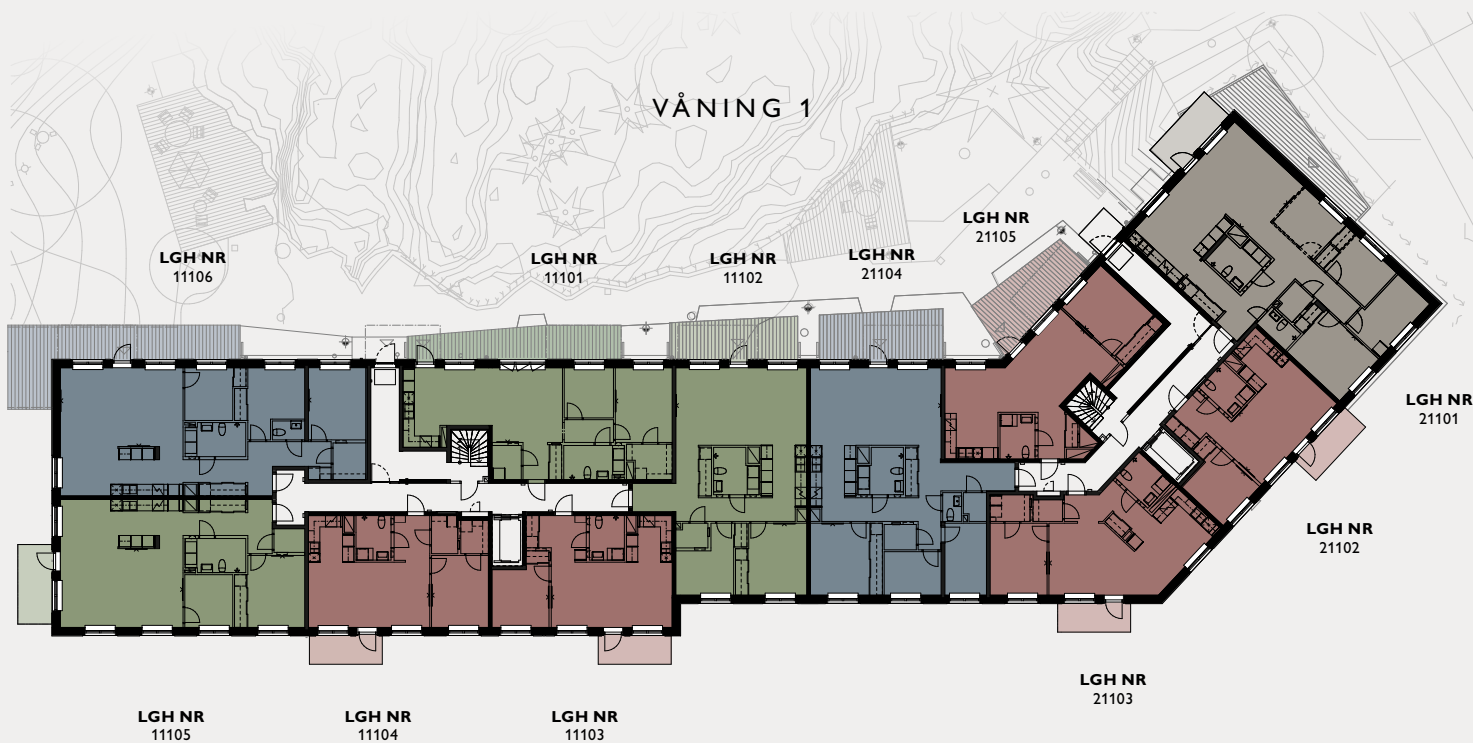 VÅNING 1
LGH NR
21105
LGH NR
11106
LGH NR
11101
LGH NR
11102
LGH NR
21104
LGH NR
21101
LGH NR
21102
LGH NR
21103
LGH NR
11105
LGH NR
11104
LGH NR
11103